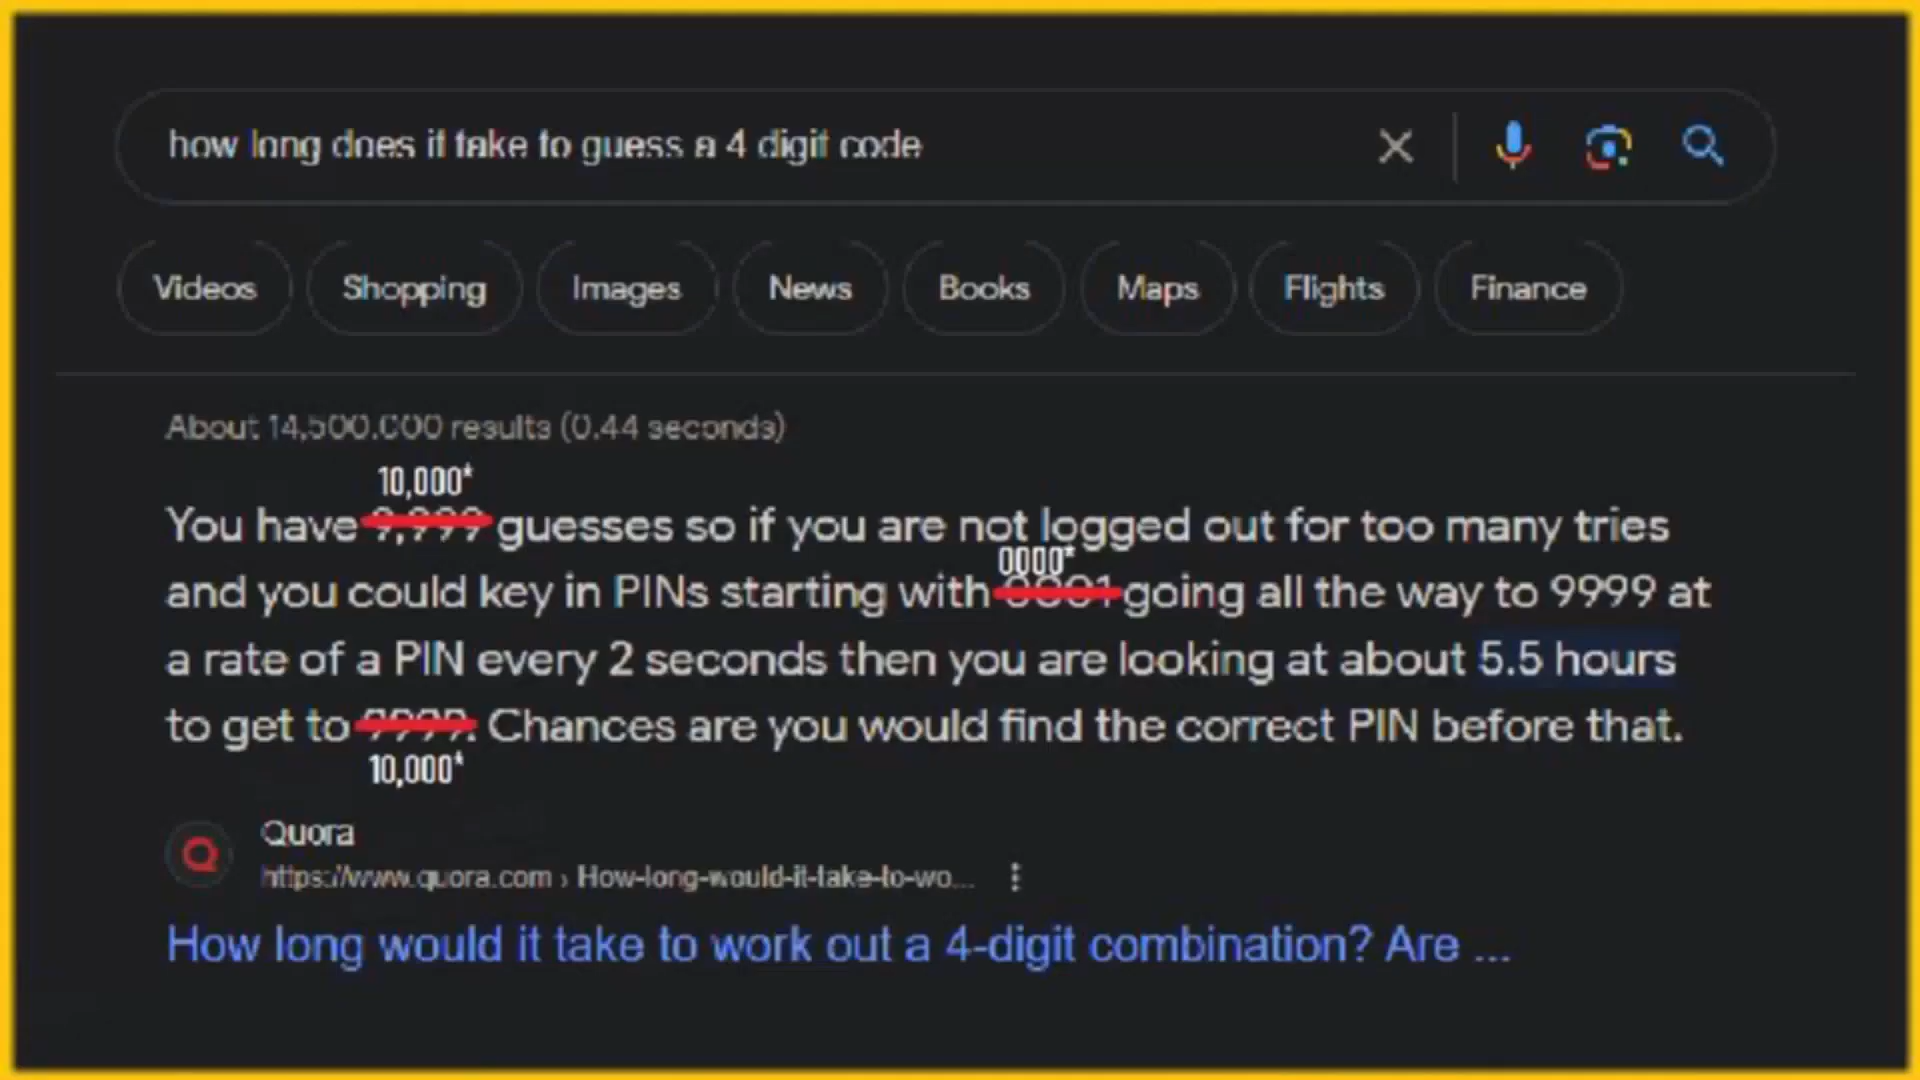 how long does it take to guess a 4 digit code
Videos Shopping Images News Books Maps Flights Finance
About 14,500,000 results (0.44 seconds)
10,000*
You have 9,999 guesses so if you are not logged out for too many tries
0000*
and you could key in PINs starting with 0001 going all the way to 9999 at
a rate of a PIN every 2 seconds then you are looking at about 5.5 hours
to get to 9999. Chances are you would find the correct PIN before that.
10,000*
Quora
https://www.quora.com › How-long-would-it-take-to-wo...
How long would it take to work out a 4-digit combination? Are ...